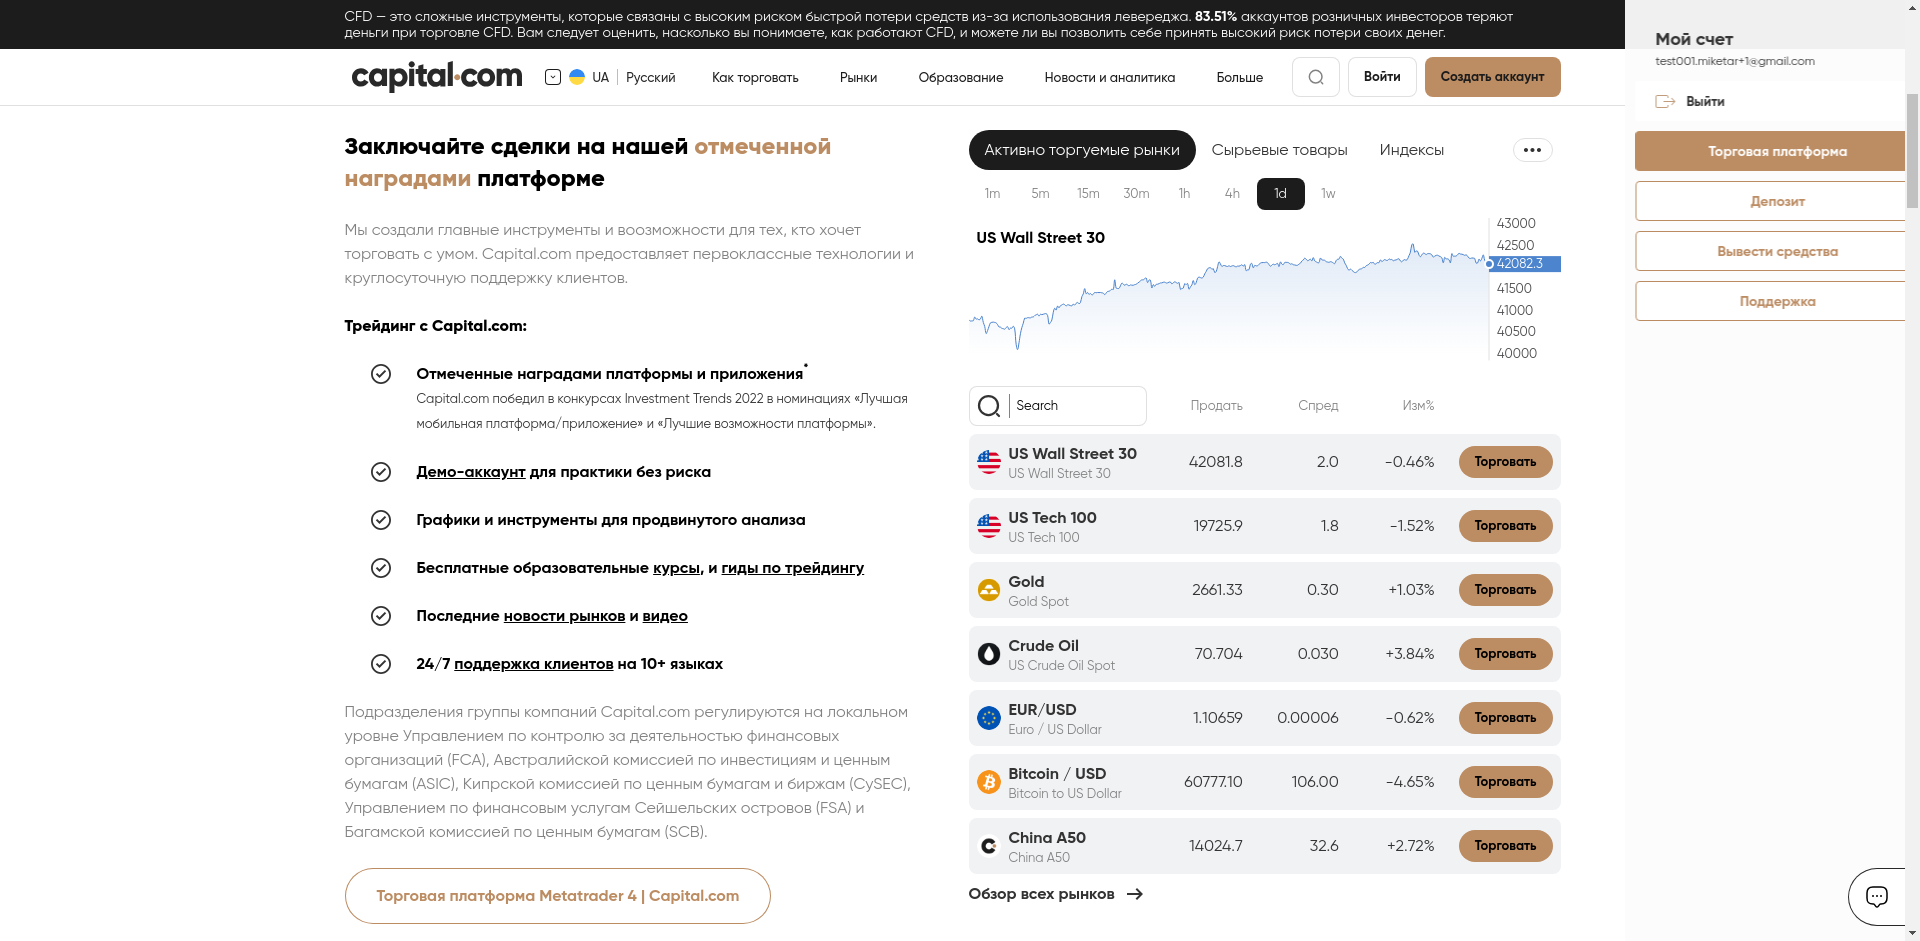 CFD — это сложные инструменты, которые связаны с высоким риском быстрой потери средств из-за использования левереджа. 83.51% аккаунтов розничных инвесторов теряют
деньги при торговле CFD. Вам следует оценить, насколько вы понимаете, как работают CFD, и можете ли вы позволить себе принять высокий риск потери своих денег.
capital.com UA Русский Как торговать Рынки Образование Новости и аналитика Больше Войти Создать аккаунт
Заключайте сделки на нашей отмеченной
наградами платформе
Мы создали главные инструменты и воозможности для тех, кто хочет
торговать с умом. Capital.com предоставляет первоклассные технологии и
круглосуточную поддержку клиентов.
Трейдинг с Capital.com:
Отмеченные наградами платформы и приложения*
Capital.com победил в конкурсах Investment Trends 2022 в номинациях «Лучшая
мобильная платформа/приложение» и «Лучшие возможности платформы».
Демо-аккаунт для практики без риска
Графики и инструменты для продвинутого анализа
Бесплатные образовательные курсы, и гиды по трейдингу
Последние новости рынков и видео
24/7 поддержка клиентов на 10+ языках
Подразделения группы компаний Capital.com регулируются на локальном
уровне Управлением по контролю за деятельностью финансовых
организаций (FCA), Австралийской комиссией по инвестициям и ценным
бумагам (ASIC), Кипрской комиссией по ценным бумагам и биржам (CySEC),
Управлением по финансовым услугам Сейшельских островов (FSA) и
Багамской комиссией по ценным бумагам (SCB).
Торговая платформа Metatrader 4 | Capital.com
Активно торгуемые рынки Сырьевые товары Индексы
1m 5m 15m 30m 1h 4h 1d 1w
US Wall Street 30
43000
42500
42082.3
41500
41000
40500
40000
Search Продать Спред Изм%
US Wall Street 30
US Wall Street 30
42081.8 2.0 -0.46% Торговать
US Tech 100
US Tech 100
19725.9 1.8 -1.52% Торговать
Gold
Gold Spot
2661.33 0.30 +1.03% Торговать
Crude Oil
US Crude Oil Spot
70.704 0.030 +3.84% Торговать
EUR/USD
Euro / US Dollar
1.10659 0.00006 -0.62% Торговать
Bitcoin / USD
Bitcoin to US Dollar
60777.10 106.00 -4.65% Торговать
China A50
China A50
14024.7 32.6 +2.72% Торговать
Обзор всех рынков
Мой счет
test001.miketar+1@gmail.com
Выйти
Торговая платформа
Депозит
Вывести средства
Поддержка